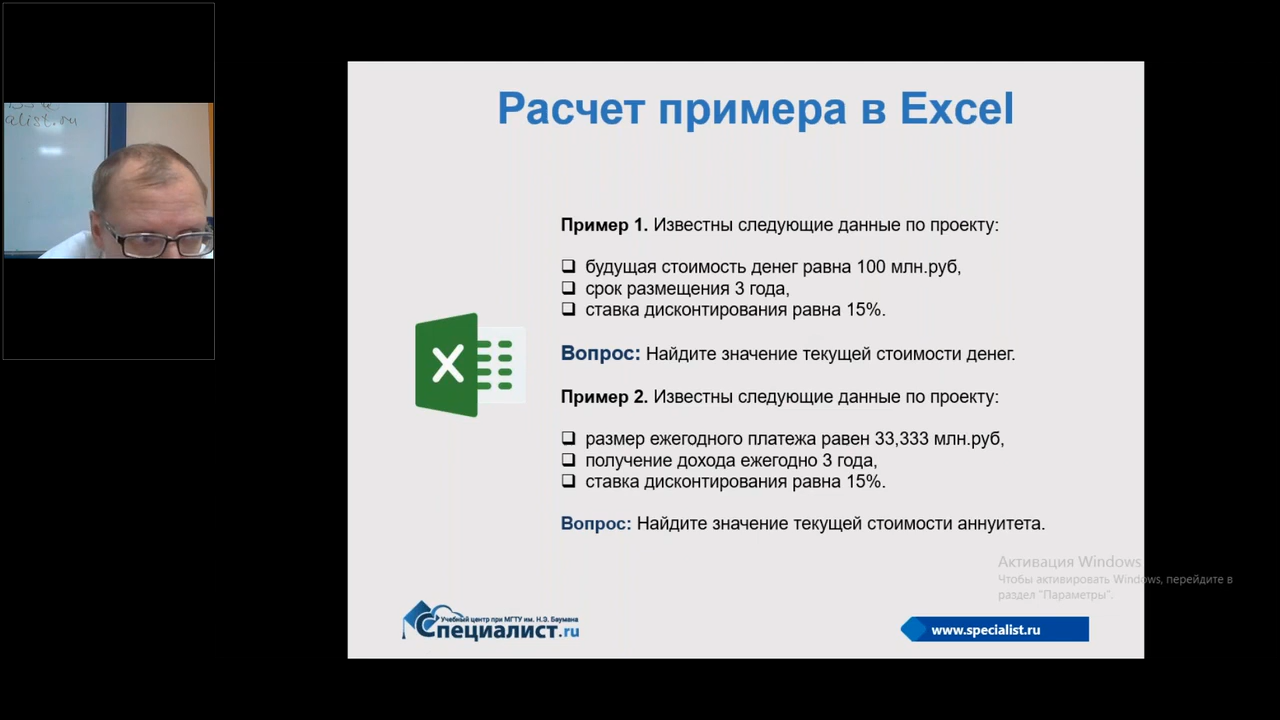 alist.ru
Расчет примера в Excel
Пример 1. Известны следующие данные по проекту:
будущая стоимость денег равна 100 млн.руб,
срок размещения 3 года,
ставка дисконтирования равна 15%.
Вопрос: Найдите значение текущей стоимости денег.
Пример 2. Известны следующие данные по проекту:
размер ежегодного платежа равен 33,333 млн.руб,
получение дохода ежегодно 3 года,
ставка дисконтирования равна 15%.
Вопрос: Найдите значение текущей стоимости аннуитета.
Активация Windows
Чтобы активировать Windows, перейдите в
раздел "Параметры".
Учебный центр при МГТУ им. Н.Э. Баумана
Специалист.ru
www.specialist.ru